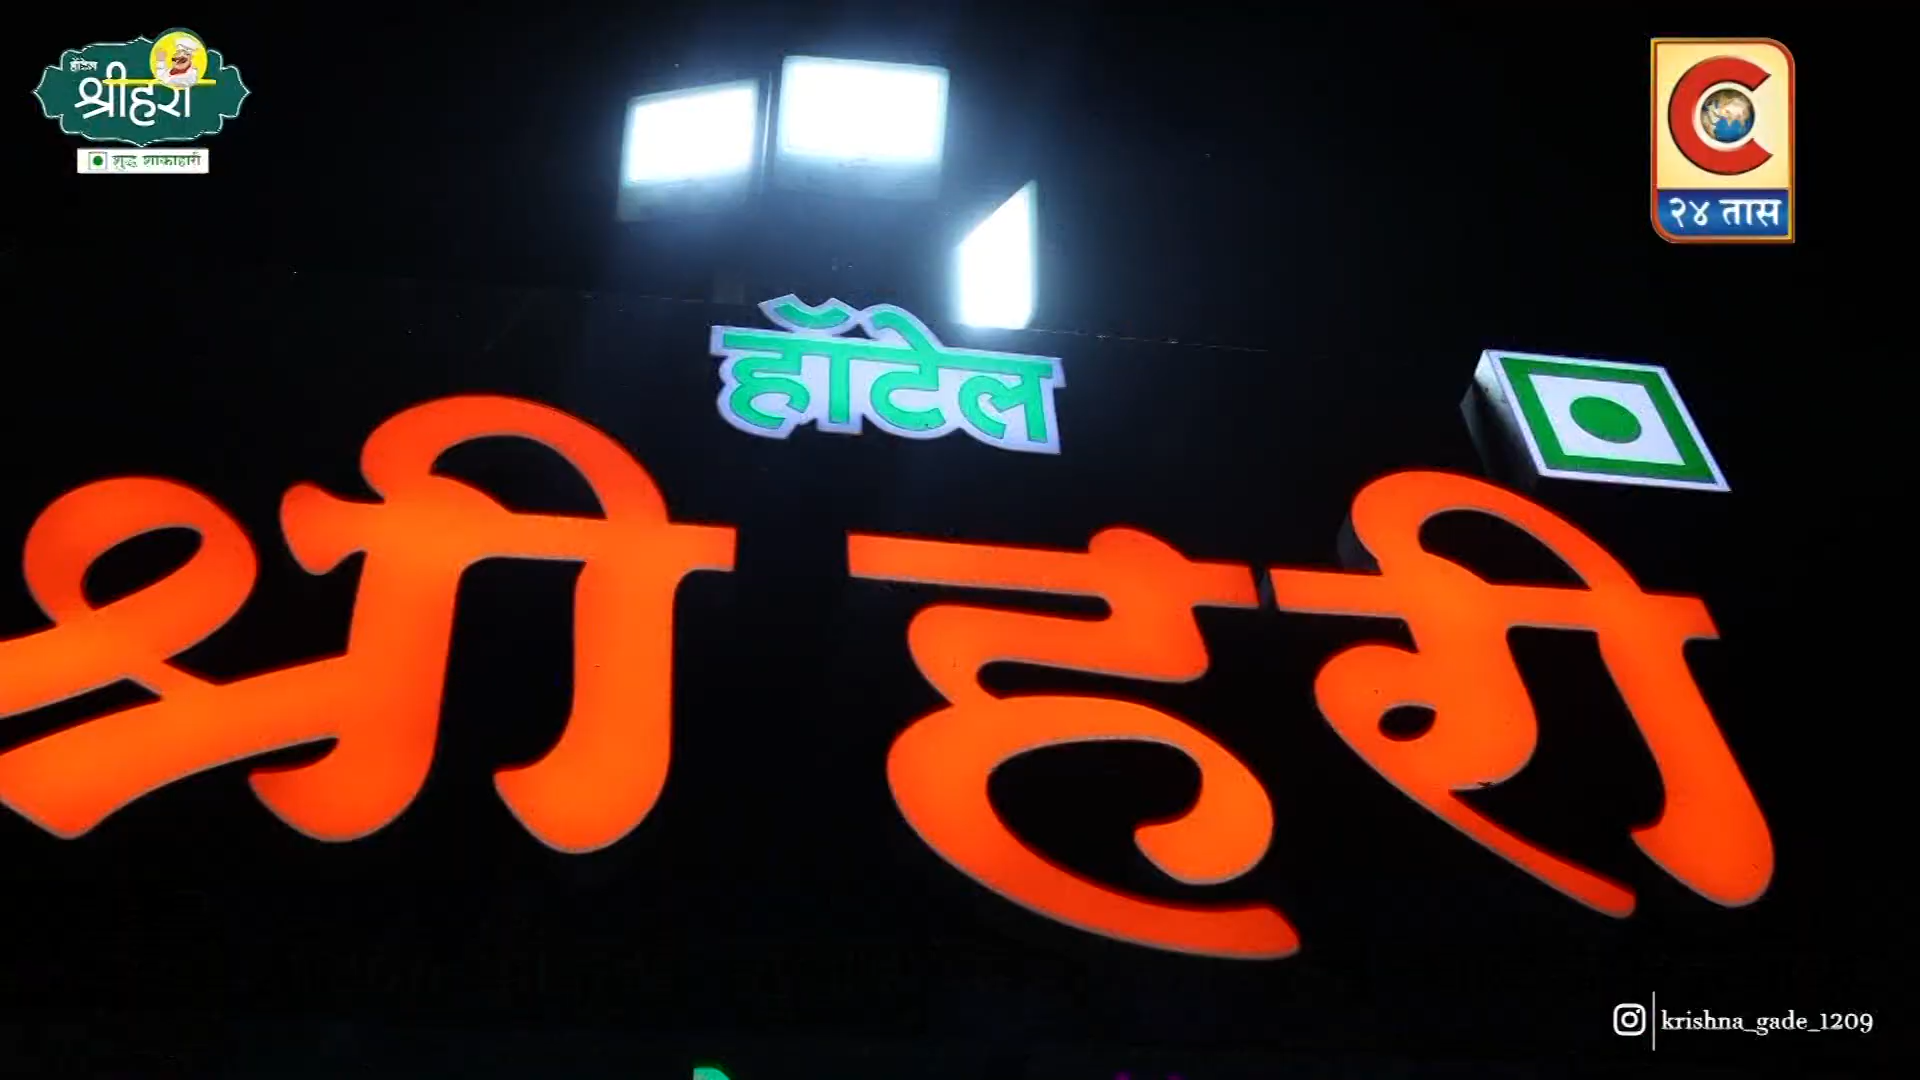 हॉटेल
श्रीहरी
शुद्ध शाकाहारी
C
२४ तास
हॉटेल
श्री हरी
krishna_gade_1209